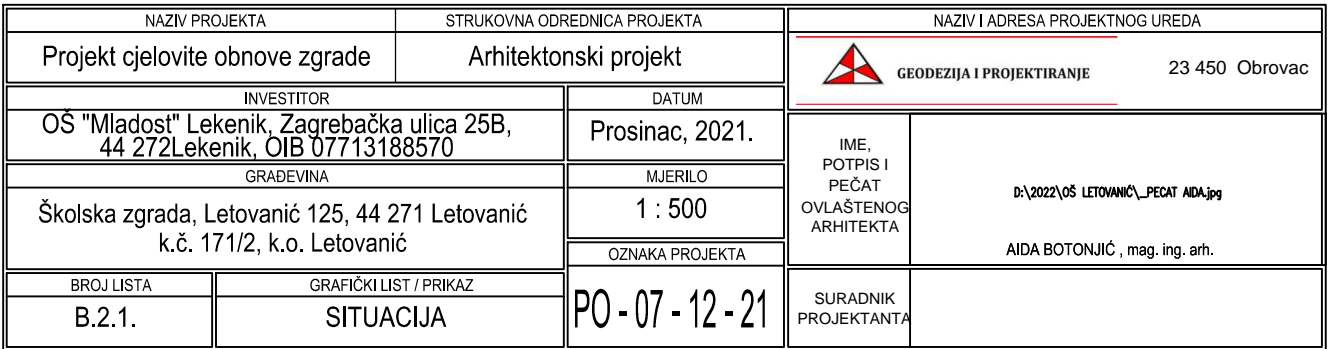 NAZIV PROJEKTA
Projekt cjelovite obnove zgrade
STRUKOVNA ODREDNICA PROJEKTA
Arhitektonski projekt
NAZIV I ADRESA PROJEKTNOG UREDA
GEODEZIJA I PROJEKTIRANJE
23 450 Obrovac
INVESTITOR
OŠ "Mladost" Lekenik, Zagrebačka ulica 25B,
44 272Lekenik, OIB 07713188570
DATUM
Prosinac, 2021.
GRAĐEVINA
Školska zgrada, Letovanić 125, 44 271 Letovanić
k.č. 171/2, k.o. Letovanić
MJERILO
1 : 500
OZNAKA PROJEKTA
PO - 07 - 12 - 21
BROJ LISTA
B.2.1.
GRAFIČKI LIST / PRIKAZ
SITUACIJA
IME,
POTPIS I
PEČAT
OVLAŠTENOG
ARHITEKTA
D:\2022\OŠ LETOVANIĆ\_PECAT AIDA.jpg
AIDA BOTONJIĆ , mag. ing. arh.
SURADNIK
PROJEKTANTA